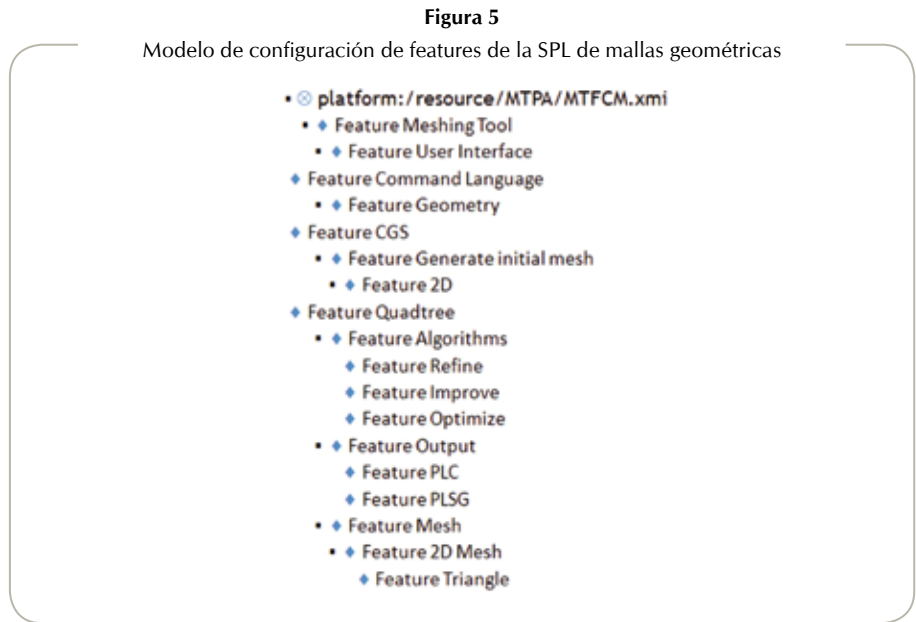 Figura 5
Modelo de configuración de features de la SPL de mallas geométricas
platform:/resource/MTPA/MTFCM.xmi
Feature Meshing Tool
Feature User Interface
Feature Command Language
Feature Geometry
Feature CGS
Feature Generate initial mesh
Feature 2D
Feature Quadtree
Feature Algorithms
Feature Refine
Feature Improve
Feature Optimize
Feature Output
Feature PLC
Feature PLSG
Feature Mesh
Feature 2D Mesh
Feature Triangle